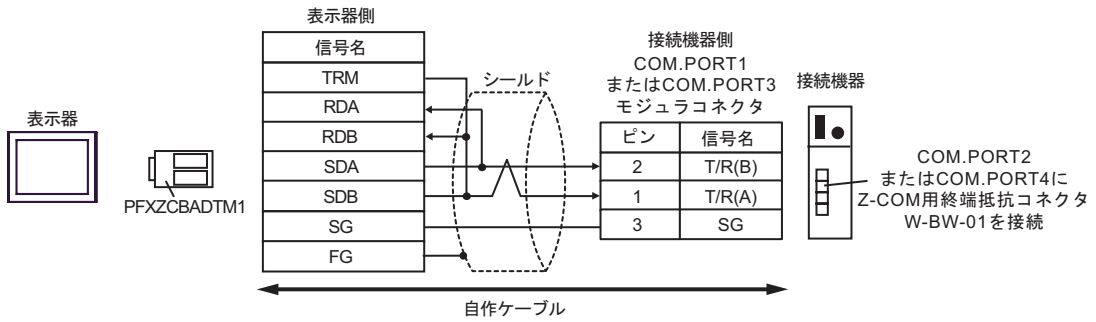 表示器
PFXZCBADTM1
表示器側
信号名
TRM
RDA
RDB
SDA
SDB
SG
FG
シールド
接続機器側
COM.PORT1
またはCOM.PORT3
モジュラコネクタ
ピン 信号名
2 T/R(B)
1 T/R(A)
3 SG
接続機器
COM.PORT2
またはCOM.PORT4に
Z-COM用終端抵抗コネクタ
W-BW-01を接続
自作ケーブル